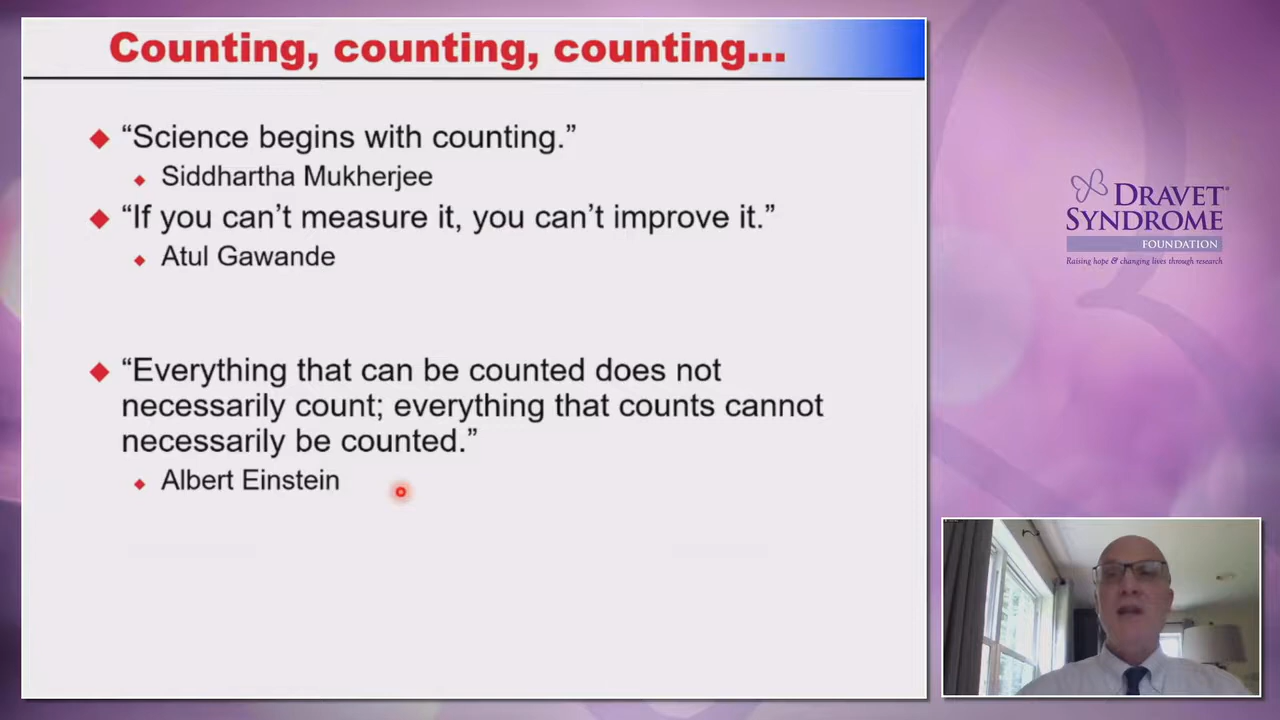 Counting, counting, counting...
“Science begins with counting.”
Siddhartha Mukherjee
“If you can’t measure it, you can’t improve it.”
Atul Gawande
“Everything that can be counted does not
necessarily count; everything that counts cannot
necessarily be counted.”
Albert Einstein
DRAVET
SYNDROME
FOUNDATION
Raising hope & changing lives through research